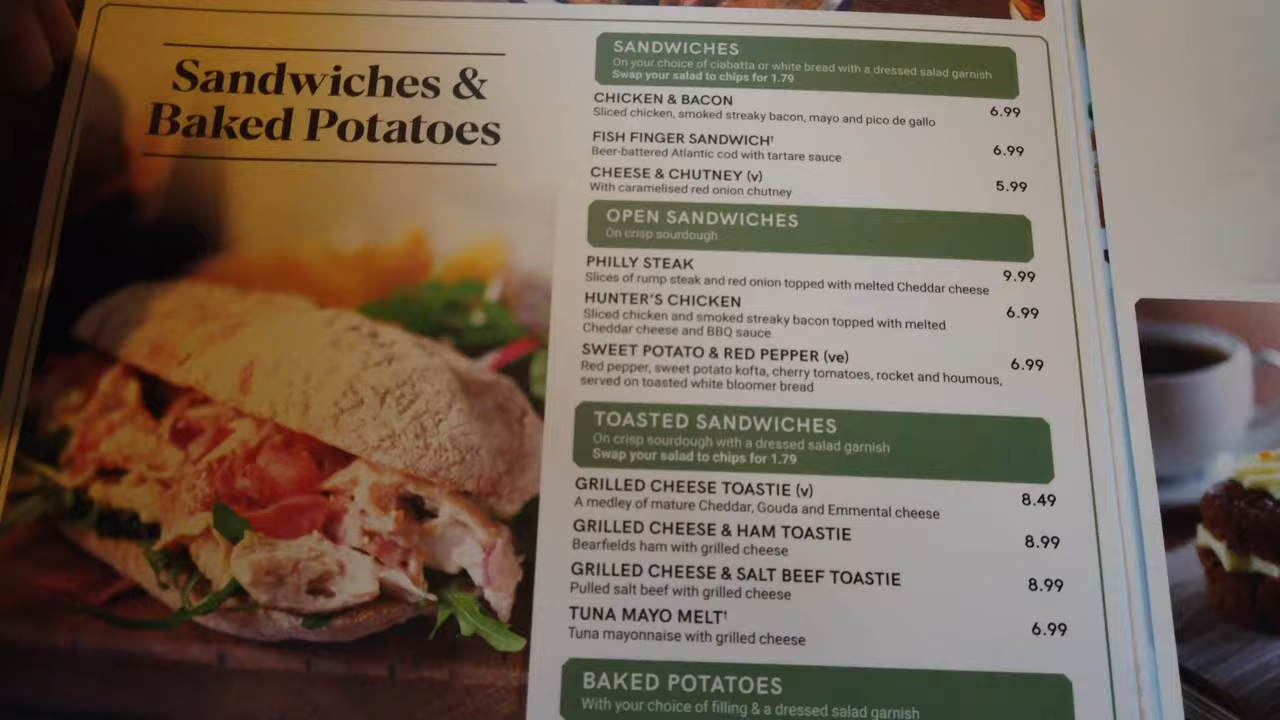 Sandwiches &
Baked Potatoes
SANDWICHES
On your choice of ciabatta or white bread with a dressed salad garnish
Swap your salad to chips for 1.79
CHICKEN & BACON 6.99
Sliced chicken, smoked streaky bacon, mayo and pico de gallo
FISH FINGER SANDWICH† 6.99
Beer-battered Atlantic cod with tartare sauce
CHEESE & CHUTNEY (v) 5.99
With caramelised red onion chutney
OPEN SANDWICHES
On crisp sourdough
PHILLY STEAK 9.99
Slices of rump steak and red onion topped with melted Cheddar cheese
HUNTER'S CHICKEN 6.99
Sliced chicken and smoked streaky bacon topped with melted
Cheddar cheese and BBQ sauce
SWEET POTATO & RED PEPPER (ve) 6.99
Red pepper, sweet potato kofta, cherry tomatoes, rocket and houmous,
served on toasted white bloomer bread
TOASTED SANDWICHES
On crisp sourdough with a dressed salad garnish
Swap your salad to chips for 1.79
GRILLED CHEESE TOASTIE (v) 8.49
A medley of mature Cheddar, Gouda and Emmental cheese
GRILLED CHEESE & HAM TOASTIE 8.99
Bearfields ham with grilled cheese
GRILLED CHEESE & SALT BEEF TOASTIE 8.99
Pulled salt beef with grilled cheese
TUNA MAYO MELT† 6.99
Tuna mayonnaise with grilled cheese
BAKED POTATOES
With your choice of filling & a dressed salad garnish